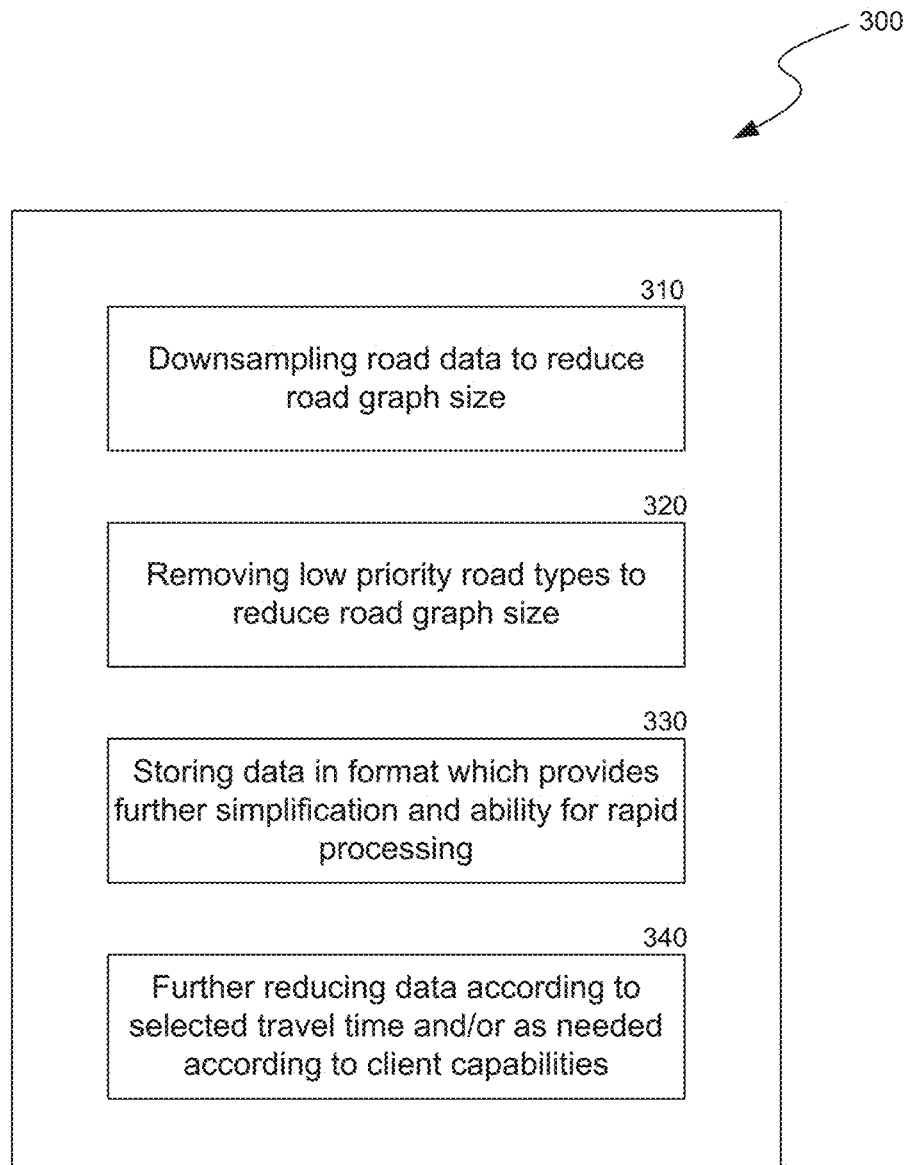 300
310
Downsampling road data to reduce
road graph size
320
Removing low priority road types to
reduce road graph size
330
Storing data in format which provides
further simplification and ability for rapid
processing
340
Further reducing data according to
selected travel time and/or as needed
according to client capabilities